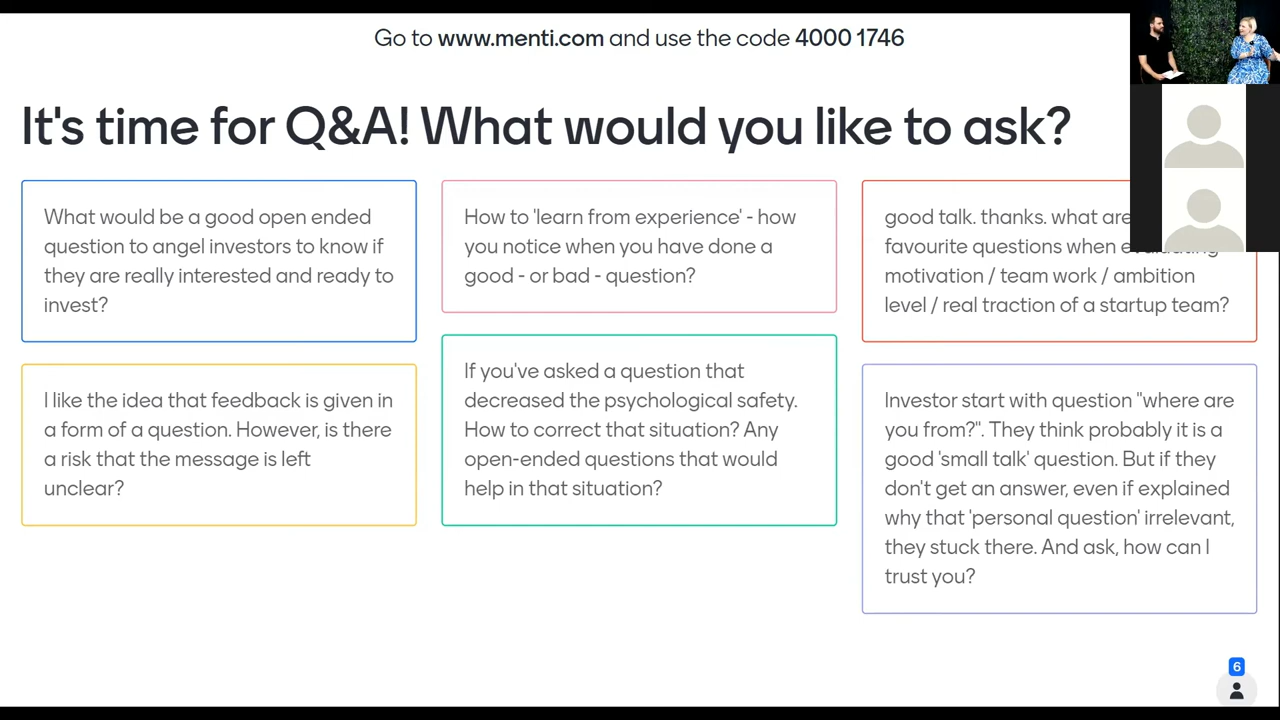 Go to www.menti.com and use the code 4000 1746
It's time for Q&A! What would you like to ask?
What would be a good open ended
question to angel investors to know if
they are really interested and ready to
invest?
I like the idea that feedback is given in
a form of a question. However, is there
a risk that the message is left
unclear?
How to 'learn from experience' - how
you notice when you have done a
good - or bad - question?
If you've asked a question that
decreased the psychological safety.
How to correct that situation? Any
open-ended questions that would
help in that situation?
good talk. thanks. what are
favourite questions when
motivation / team work / ambition
level / real traction of a startup team?
Investor start with question "where are
you from?". They think probably it is a
good 'small talk' question. But if they
don't get an answer, even if explained
why that 'personal question' irrelevant,
they stuck there. And ask, how can I
trust you?
6